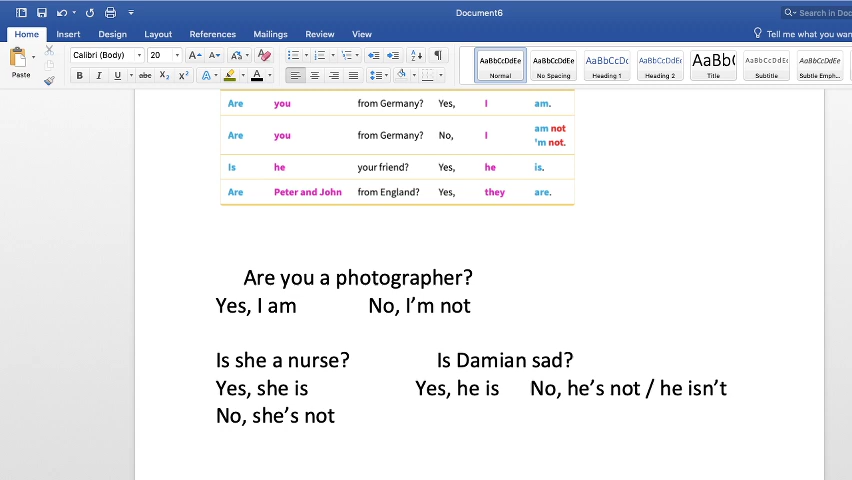 Document6
Search in Doc
Home Insert Design Layout References Mailings Review View
Tell me what you wan
Paste
Calibri (Body) 20
B I U abc X2 X2
AaBbCcDdEe AaBbCcDdEe AaBbCcDc AaBbCcDdEe AaBb( AaBbCcDdEe AaBbCcDdEe
Normal No Spacing Heading 1 Heading 2 Title Subtitle Subtle Emph...
Are you from Germany? Yes, I am.
Are you from Germany? No, I am not
'm not.
Is he your friend? Yes, he is.
Are Peter and John from England? Yes, they are.
Are you a photographer?
Yes, I am No, I'm not
Is she a nurse? Is Damian sad?
Yes, she is Yes, he is No, he's not / he isn't
No, she's not